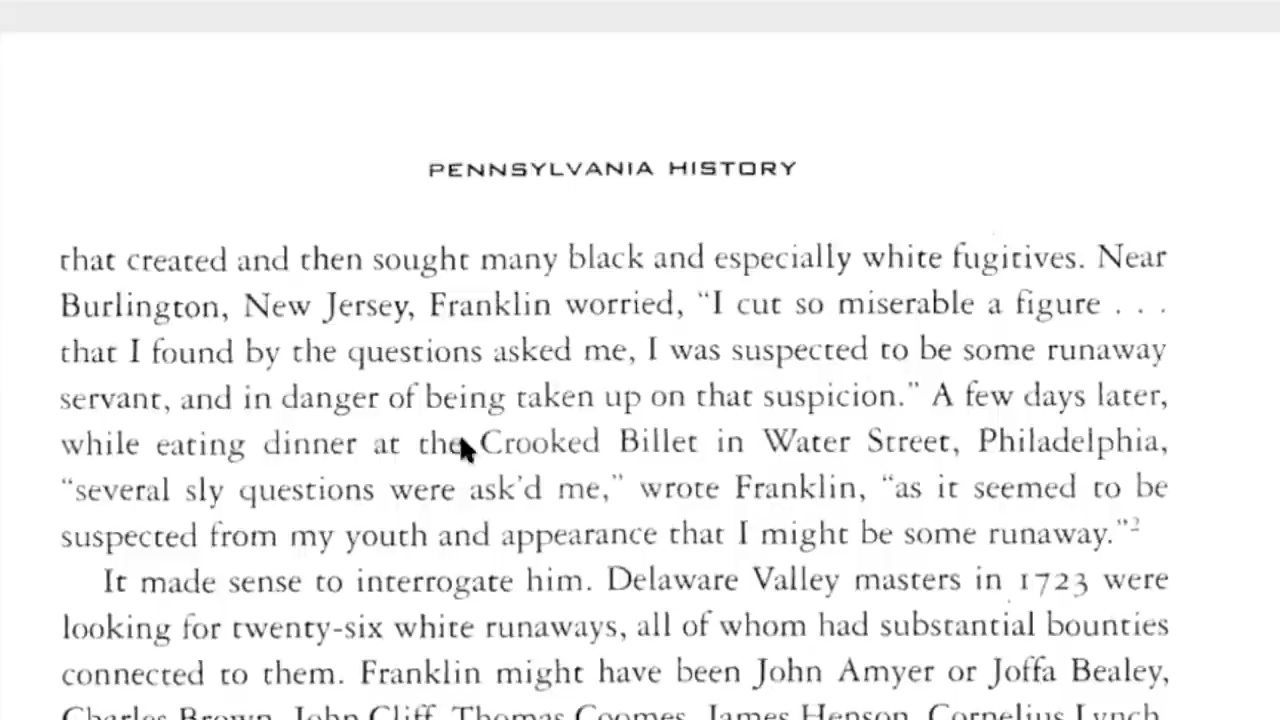 PENNSYLVANIA HISTORY
that created and then sought many black and especially white fugitives. Near
Burlington, New Jersey, Franklin worried, “I cut so miserable a figure . . .
that I found by the questions asked me, I was suspected to be some runaway
servant, and in danger of being taken up on that suspicion.” A few days later,
while eating dinner at the Crooked Billet in Water Street, Philadelphia,
“several sly questions were ask’d me,” wrote Franklin, “as it seemed to be
suspected from my youth and appearance that I might be some runaway.”2
It made sense to interrogate him. Delaware Valley masters in 1723 were
looking for twenty-six white runaways, all of whom had substantial bounties
connected to them. Franklin might have been John Amyer or Joffa Bealey,
Charles Brown, John Cliff, Thomas Coomes, James Henson, Cornelius Lynch,